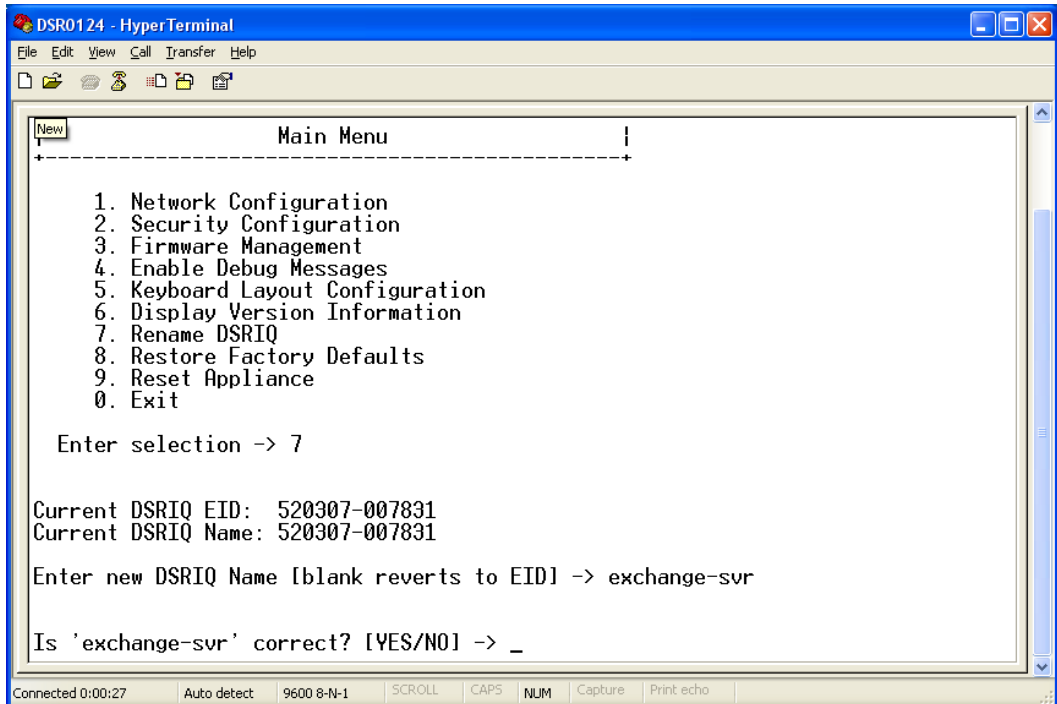 DSR0124 - HyperTerminal
File Edit View Call Transfer Help
New
Main Menu |
+------------------------------------------------+
1. Network Configuration
2. Security Configuration
3. Firmware Management
4. Enable Debug Messages
5. Keyboard Layout Configuration
6. Display Version Information
7. Rename DSRIQ
8. Restore Factory Defaults
9. Reset Appliance
0. Exit
Enter selection -> 7
Current DSRIQ EID: 520307-007831
Current DSRIQ Name: 520307-007831
Enter new DSRIQ Name [blank reverts to EID] -> exchange-svr
Is 'exchange-svr' correct? [YES/NO] -> _
Connected 0:00:27 Auto detect 9600 8-N-1 SCROLL CAPS NUM Capture Print echo